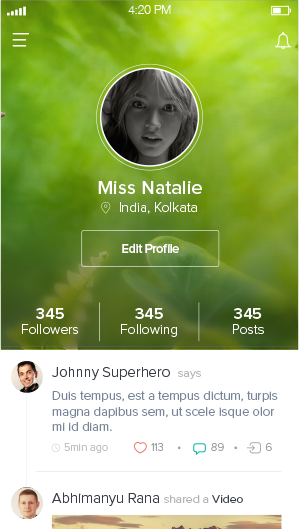 4:20 PM
Miss Natalie
India, Kolkata
Edit Profile
345 345 345
Followers Following Posts
Johnny Superhero says
Duis tempus, est a tempus dictum, turpis
magna dapibus sem, ut scele isque olor
mi id diam.
5min ago 113 • 89 • 6
Abhimanyu Rana shared a Video